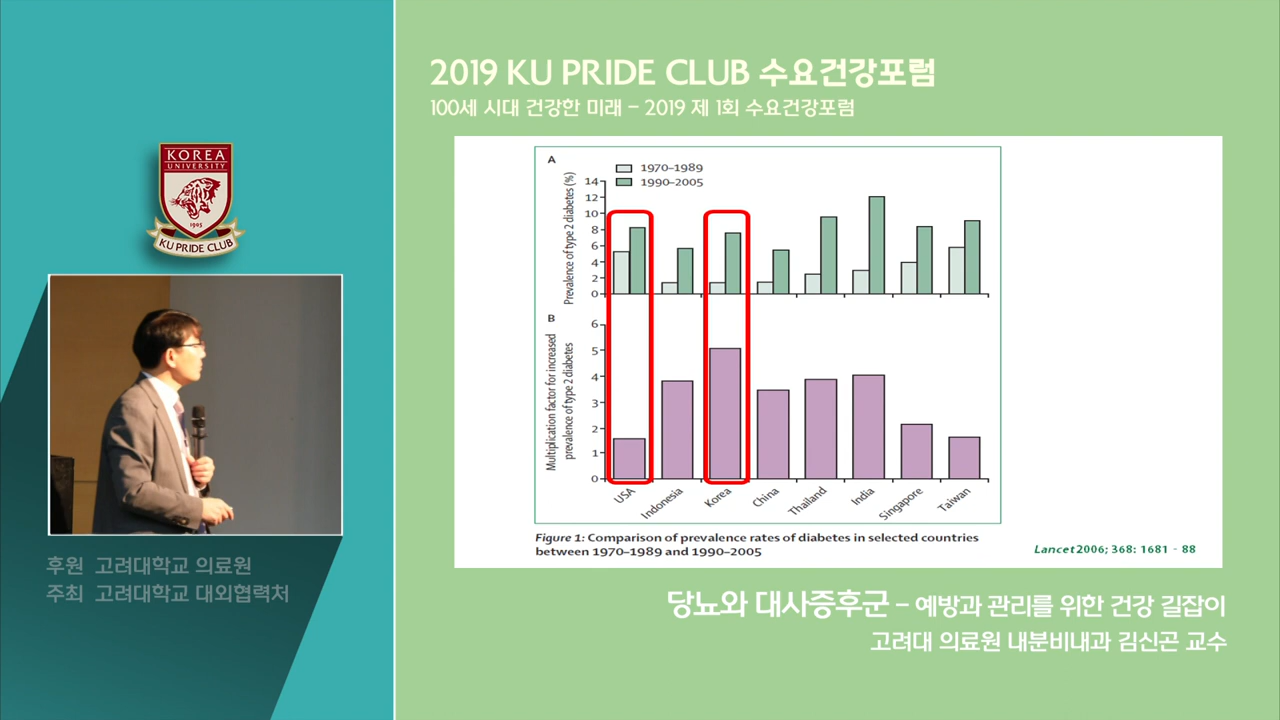 2019 KU PRIDE CLUB 수요건강포럼
100세 시대 건강한 미래 – 2019 제 1회 수요건강포럼
KOREA
UNIVERSITY
1905
KU PRIDE CLUB
A
1970–1989
1990–2005
Prevalence of type 2 diabetes (%)
14
12
10
8
6
4
2
0
B
Multiplication factor for increased
prevalence of type 2 diabetes
6
5
4
3
2
1
0
USA
Indonesia
Korea
China
Thailand
India
Singapore
Taiwan
Figure 1: Comparison of prevalence rates of diabetes in selected countries
between 1970–1989 and 1990–2005
Lancet 2006; 368: 1681 - 88
후원 고려대학교 의료원
주최 고려대학교 대외협력처
당뇨와 대사증후군 – 예방과 관리를 위한 건강 길잡이
고려대 의료원 내분비내과 김신곤 교수